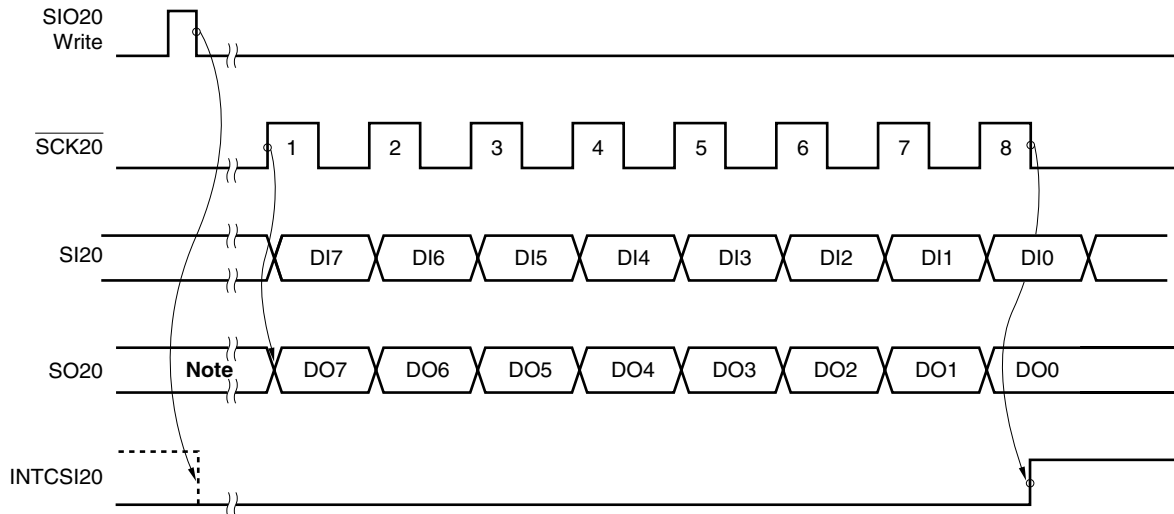 SIO20
Write
SCK20
1 2 3 4 5 6 7 8
SI20
DI7 DI6 DI5 DI4 DI3 DI2 DI1 DI0
SO20
Note DO7 DO6 DO5 DO4 DO3 DO2 DO1 DO0
INTCSI20